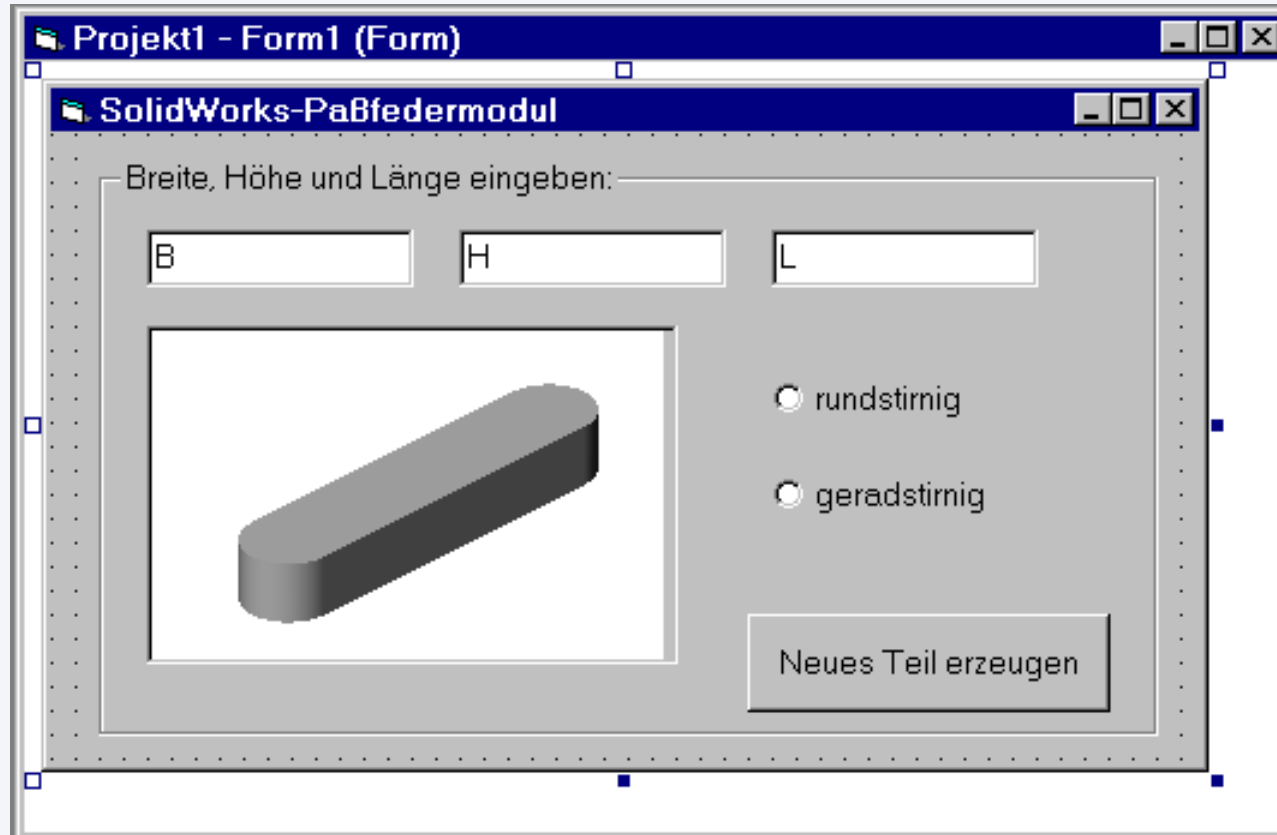 Projekt1 - Form1 (Form)
SolidWorks-Paßfedermodul
Breite, Höhe und Länge eingeben:
B
H
L
rundstirnig
geradstirnig
Neues Teil erzeugen